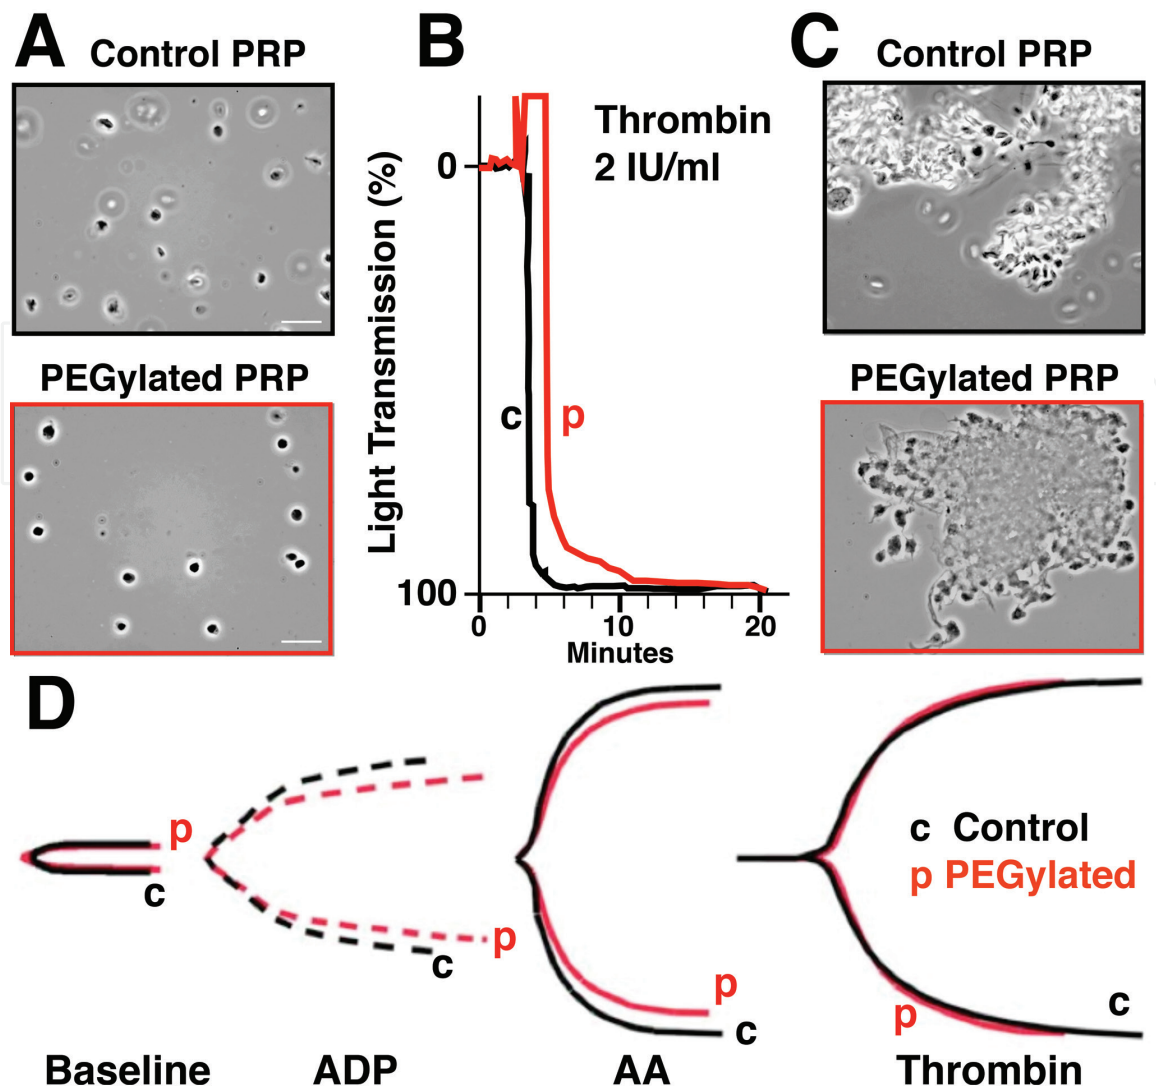 A
Control PRP
PEGylated PRP
B
Thrombin
2 IU/ml
Light Transmission (%)
0
100
c
p
0
10
20
Minutes
C
Control PRP
PEGylated PRP
D
p
c
p
c
p
c
p
c
c Control
p PEGylated
Baseline
ADP
AA
Thrombin